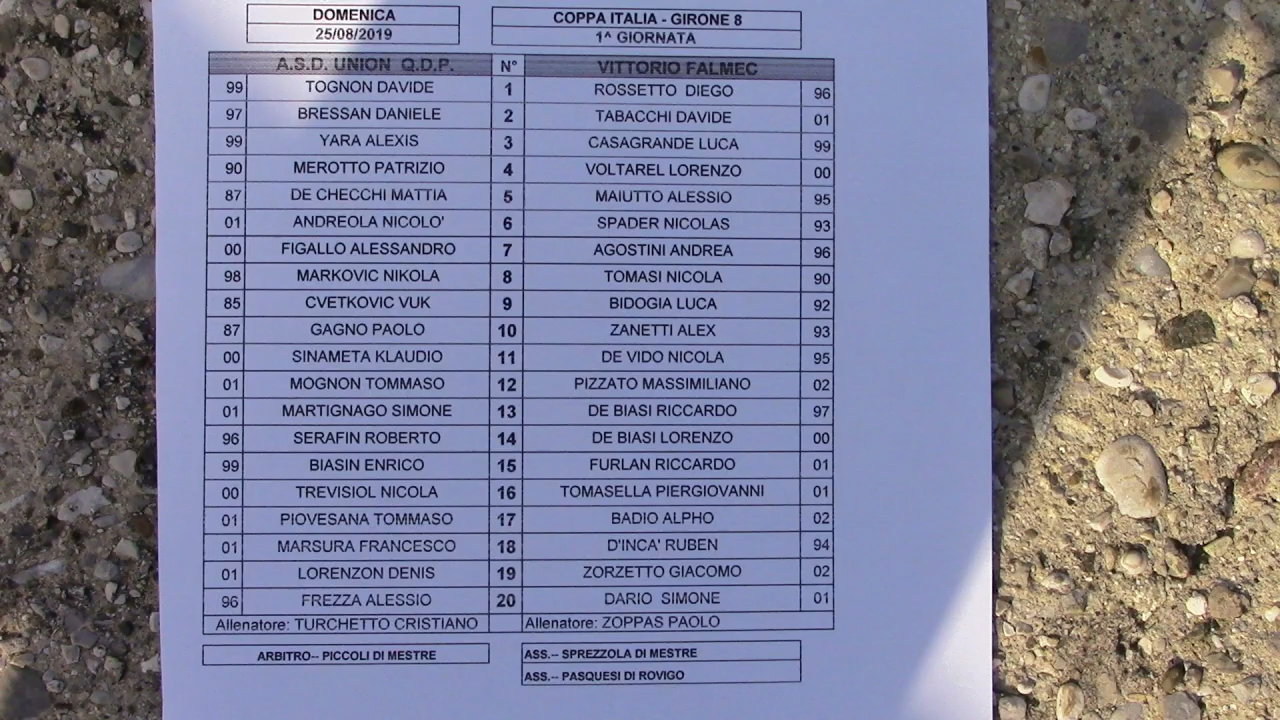 DOMENICA COPPA ITALIA - GIRONE 8
25/08/2019 1^ GIORNATA
A.S.D. UNION Q.D.P. N° VITTORIO FALMEC
99 TOGNON DAVIDE 1 ROSSETTO DIEGO 96
97 BRESSAN DANIELE 2 TABACCHI DAVIDE 01
99 YARA ALEXIS 3 CASAGRANDE LUCA 99
90 MEROTTO PATRIZIO 4 VOLTAREL LORENZO 00
87 DE CHECCHI MATTIA 5 MAIUTTO ALESSIO 95
01 ANDREOLA NICOLO' 6 SPADER NICOLAS 93
00 FIGALLO ALESSANDRO 7 AGOSTINI ANDREA 96
98 MARKOVIC NIKOLA 8 TOMASI NICOLA 90
85 CVETKOVIC VUK 9 BIDOGIA LUCA 92
87 GAGNO PAOLO 10 ZANETTI ALEX 93
00 SINAMETA KLAUDIO 11 DE VIDO NICOLA 95
01 MOGNON TOMMASO 12 PIZZATO MASSIMILIANO 02
01 MARTIGNAGO SIMONE 13 DE BIASI RICCARDO 97
96 SERAFIN ROBERTO 14 DE BIASI LORENZO 00
99 BIASIN ENRICO 15 FURLAN RICCARDO 01
00 TREVISIOL NICOLA 16 TOMASELLA PIERGIOVANNI 01
01 PIOVESANA TOMMASO 17 BADIO ALPHO 02
01 MARSURA FRANCESCO 18 D'INCA' RUBEN 94
01 LORENZON DENIS 19 ZORZETTO GIACOMO 02
96 FREZZA ALESSIO 20 DARIO SIMONE 01
Allenatore: TURCHETTO CRISTIANO Allenatore: ZOPPAS PAOLO
ARBITRO-- PICCOLI DI MESTRE ASS.-- SPREZZOLA DI MESTRE
ASS.-- PASQUESI DI ROVIGO